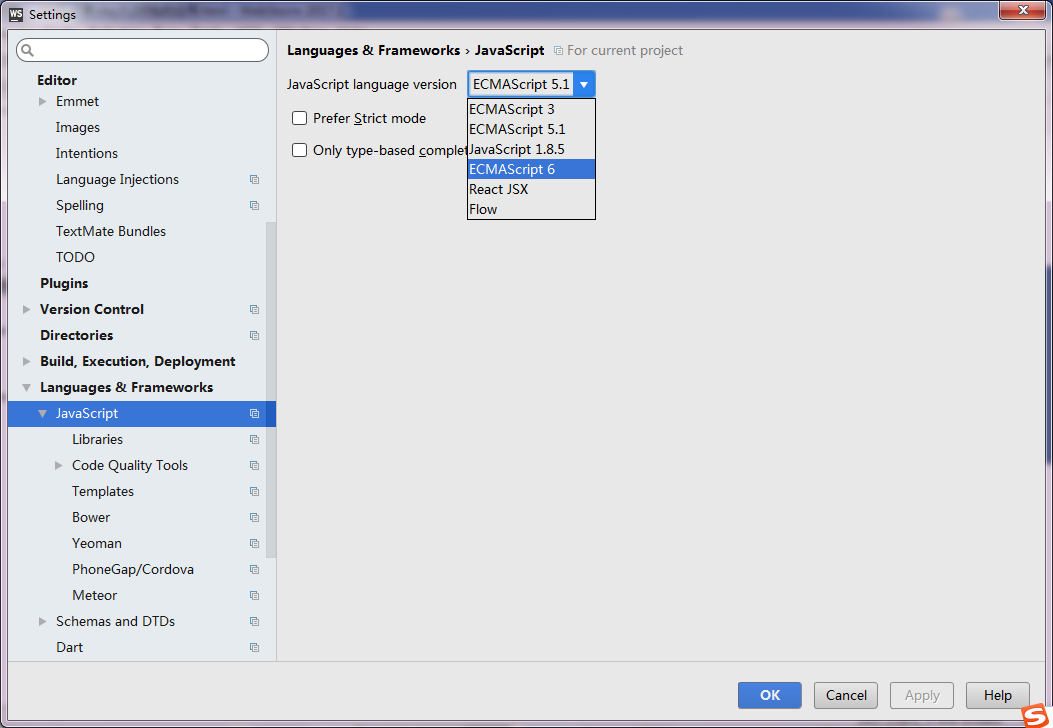 WS Settings
Editor
Emmet
Images
Intentions
Language Injections
Spelling
TextMate Bundles
TODO
Plugins
Version Control
Directories
Build, Execution, Deployment
Languages & Frameworks
JavaScript
Libraries
Code Quality Tools
Templates
Bower
Yeoman
PhoneGap/Cordova
Meteor
Schemas and DTDs
Dart
Languages & Frameworks › JavaScript For current project
JavaScript language version ECMAScript 5.1
Prefer Strict mode
Only type-based complet
ECMAScript 3
ECMAScript 5.1
JavaScript 1.8.5
ECMAScript 6
React JSX
Flow
OK Cancel Apply Help
S